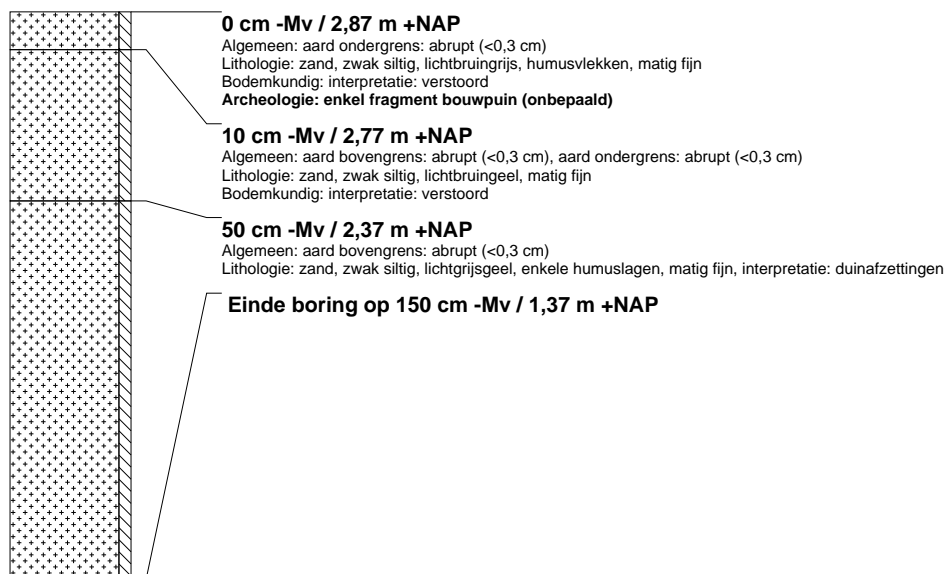 0 cm -Mv / 2,87 m +NAP
Algemeen: aard ondergrens: abrupt (<0,3 cm)
Lithologie: zand, zwak siltig, lichtbruingrijs, humusvlekken, matig fijn
Bodemkundig: interpretatie: verstoord
Archeologie: enkel fragment bouwpuin (onbepaald)
10 cm -Mv / 2,77 m +NAP
Algemeen: aard bovengrens: abrupt (<0,3 cm), aard ondergrens: abrupt (<0,3 cm)
Lithologie: zand, zwak siltig, lichtbruingeel, matig fijn
Bodemkundig: interpretatie: verstoord
50 cm -Mv / 2,37 m +NAP
Algemeen: aard bovengrens: abrupt (<0,3 cm)
Lithologie: zand, zwak siltig, lichtgrijsgeel, enkele humuslagen, matig fijn, interpretatie: duinafzettingen
Einde boring op 150 cm -Mv / 1,37 m +NAP